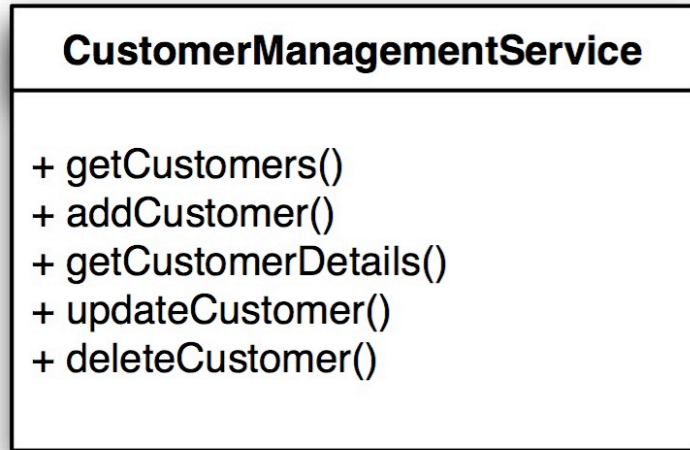 CustomerManagementService
+ getCustomers()
+ addCustomer()
+ getCustomerDetails()
+ updateCustomer()
+ deleteCustomer()